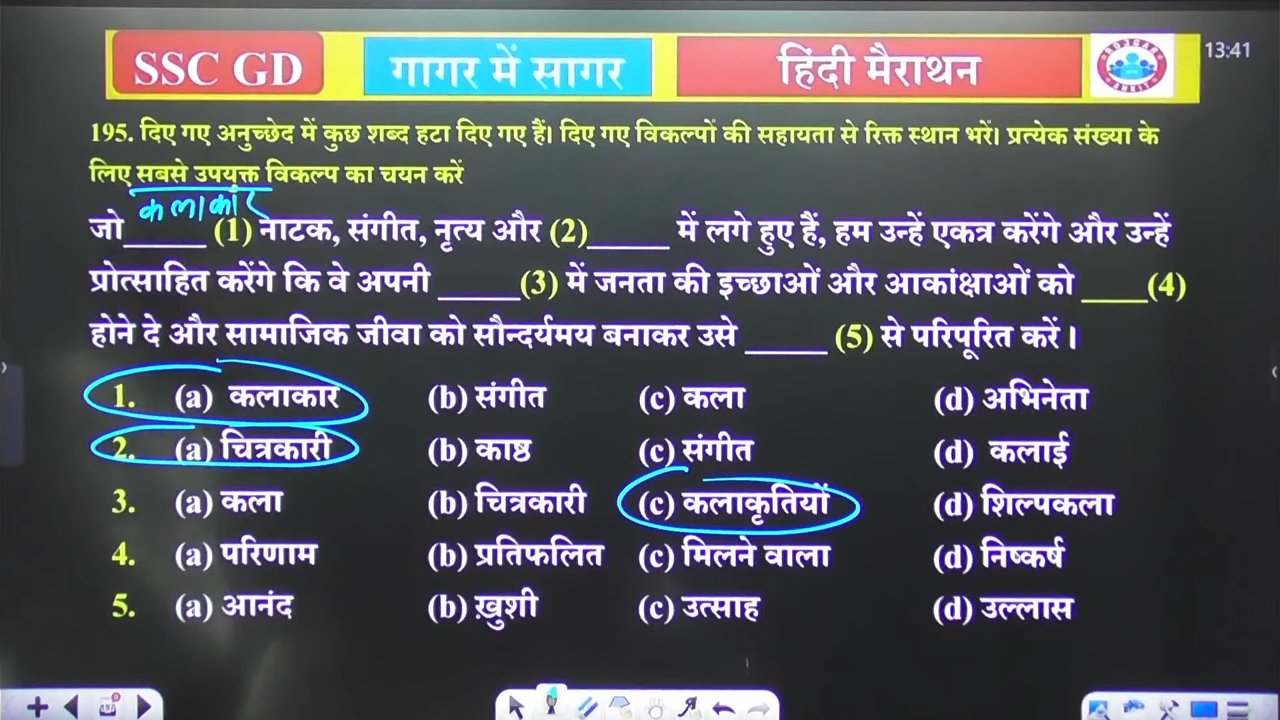 SSC GD
गागर में सागर
हिंदी मैराथन
13:41
195. दिए गए अनुच्छेद में कुछ शब्द हटा दिए गए हैं। दिए गए विकल्पों की सहायता से रिक्त स्थान भरें। प्रत्येक संख्या के
लिए सबसे उपयुक्त विकल्प का चयन करें
कलाकार
जो_____ (1) नाटक, संगीत, नृत्य और (2)_____ में लगे हुए हैं, हम उन्हें एकत्र करेंगे और उन्हें
प्रोत्साहित करेंगे कि वे अपनी _____(3) में जनता की इच्छाओं और आकांक्षाओं को ____(4)
होने दे और सामाजिक जीवा को सौन्दर्यमय बनाकर उसे _____ (5) से परिपूरित करें।
1. (a) कलाकार (b) संगीत (c) कला (d) अभिनेता
2. (a) चित्रकारी (b) काष्ठ (c) संगीत (d) कलाई
3. (a) कला (b) चित्रकारी (c) कलाकृतियों (d) शिल्पकला
4. (a) परिणाम (b) प्रतिफलित (c) मिलने वाला (d) निष्कर्ष
5. (a) आनंद (b) ख़ुशी (c) उत्साह (d) उल्लास